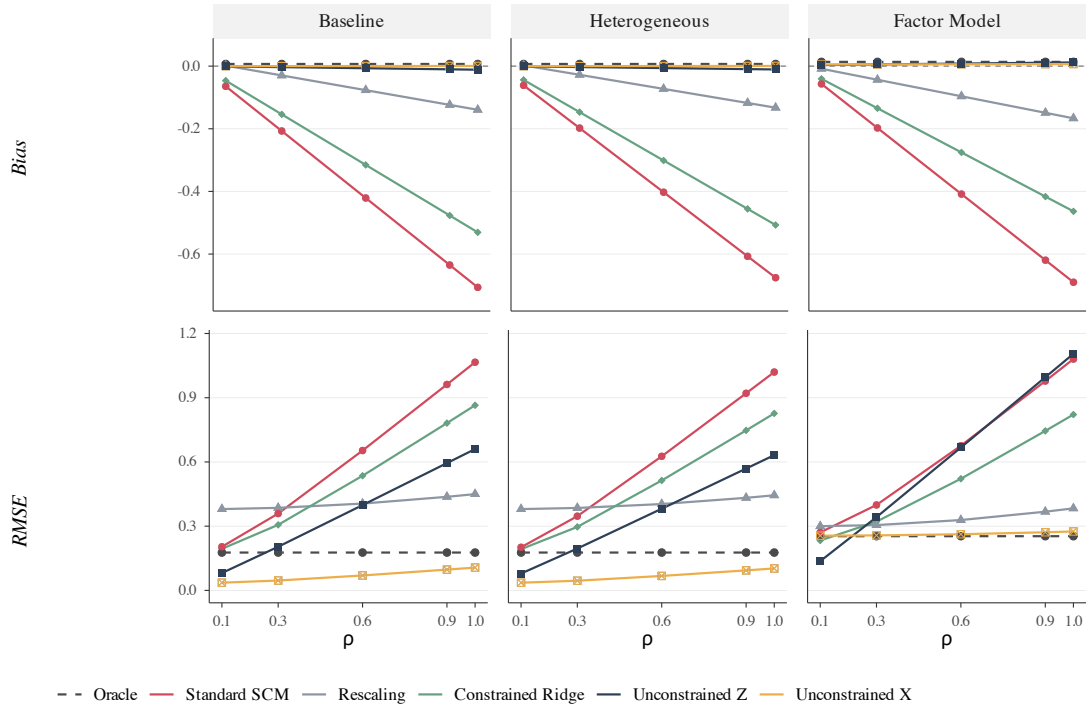 Baseline Heterogeneous Factor Model
Bias
0.0
-0.2
-0.4
-0.6
RMSE
1.2
0.9
0.6
0.3
0.0
0.1 0.3 0.6 0.9 1.0 0.1 0.3 0.6 0.9 1.0 0.1 0.3 0.6 0.9 1.0
ρ ρ ρ
Oracle Standard SCM Rescaling Constrained Ridge Unconstrained Z Unconstrained X